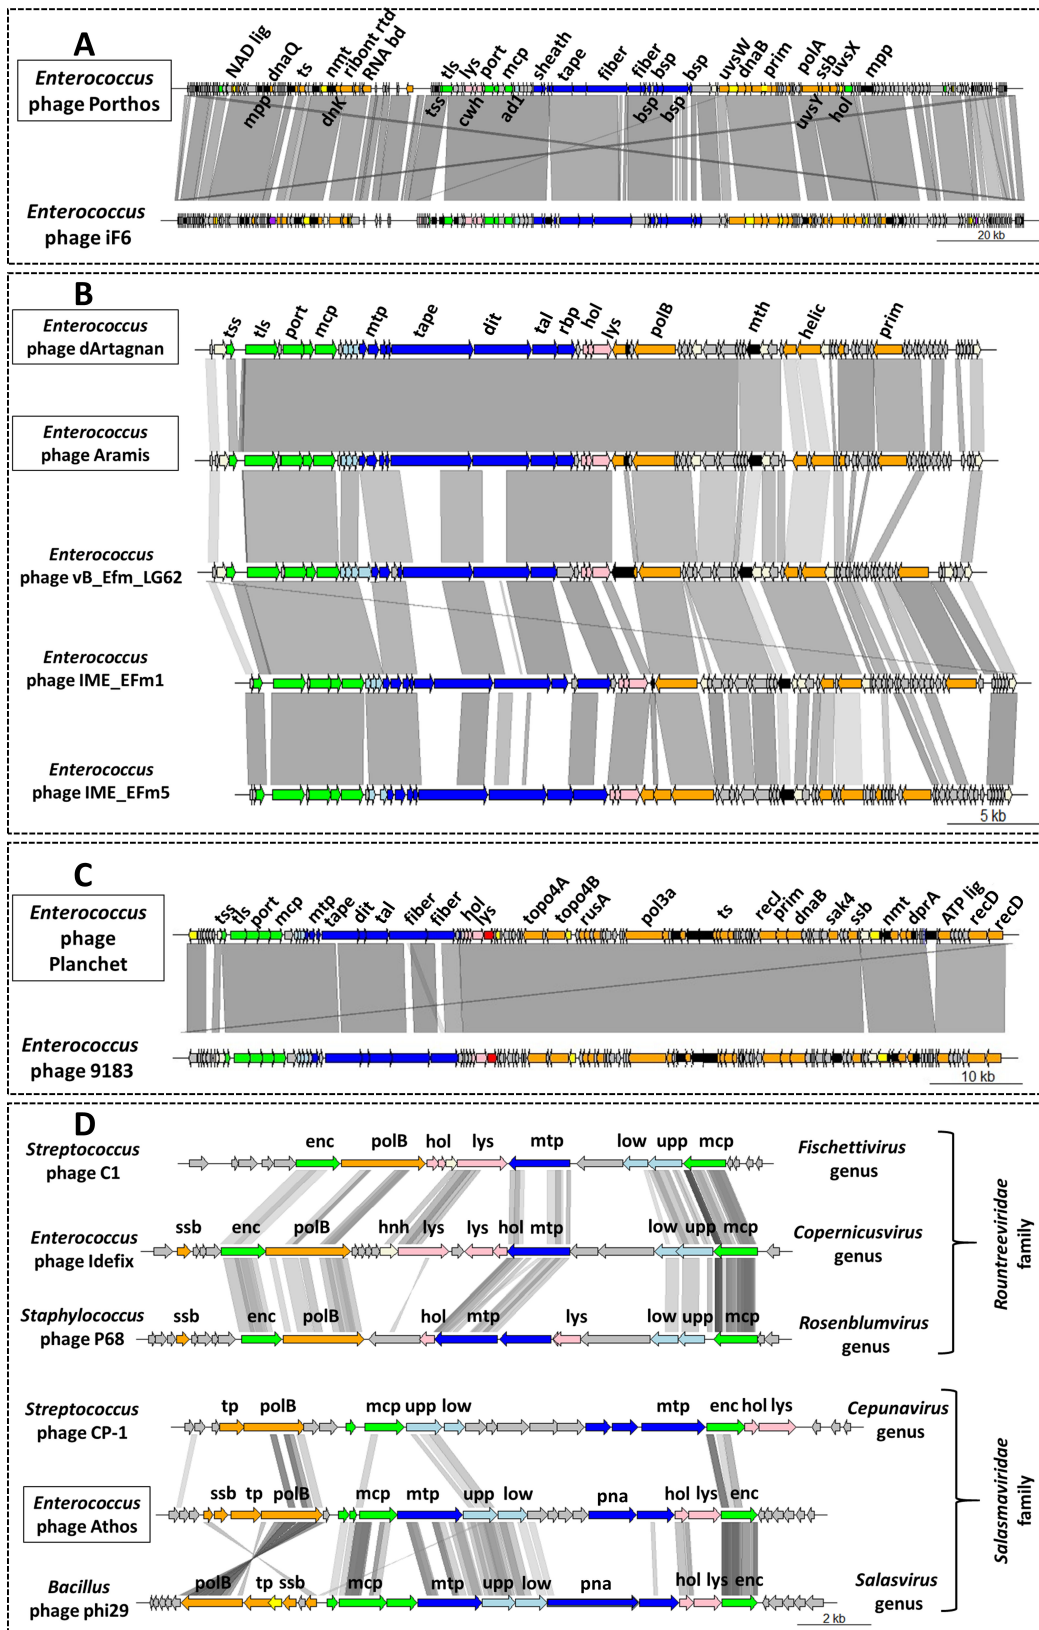 A
NAD lig dnaQ ts nmt ribont rtd RNA bd tls lys port mcp sheath tape fiber fiber bsp bsp uvsW dnaB prim polA ssb uvsX mpp
Enterococcus
phage Porthos
mpp dnK tss cwh ad1 bsp bsp uvsY hol
Enterococcus
phage iF6
20 kb
B
tss tls port mcp mtp tape dit tal rbp hol lys polB mth helic prim
Enterococcus
phage dArtagnan
Enterococcus
phage Aramis
Enterococcus
phage vB_Efm_LG62
Enterococcus
phage IME_EFm1
Enterococcus
phage IME_EFm5
5 kb
C
tss tls port mcp mtp tape dit tal fiber fiber hol lys topo4A topo4B rusA pol3a ts recJ prim dnaB sak4 ssb nmt dprA ATP lig recD recD
Enterococcus
phage
Planchet
Enterococcus
phage 9183
10 kb
D
enc polB hol lys mtp low upp mcp
Streptococcus
phage C1
Fischettivirus
genus
ssb enc polB hnh lys lys hol mtp low upp mcp
Enterococcus
phage Idefix
Copernicusvirus
genus
ssb enc polB hol mtp lys low upp mcp
Staphylococcus
phage P68
Rosenblumvirus
genus
Rountreeviridae
family
tp polB mcp upp low mtp enc hol lys
Streptococcus
phage CP-1
Cepunavirus
genus
ssb tp polB mcp mtp upp low pna hol lys enc
Enterococcus
phage Athos
polB tp ssb mcp mtp upp low pna hol lys enc
Bacillus
phage phi29
Salasvirus
genus
Salasmaviridae
family
2 kb